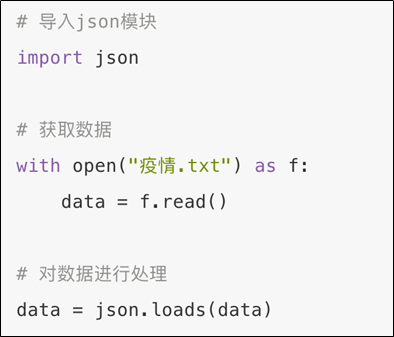 # 导入json模块
import json
# 获取数据
with open("疫情.txt") as f:
    data = f.read()
# 对数据进行处理
data = json.loads(data)